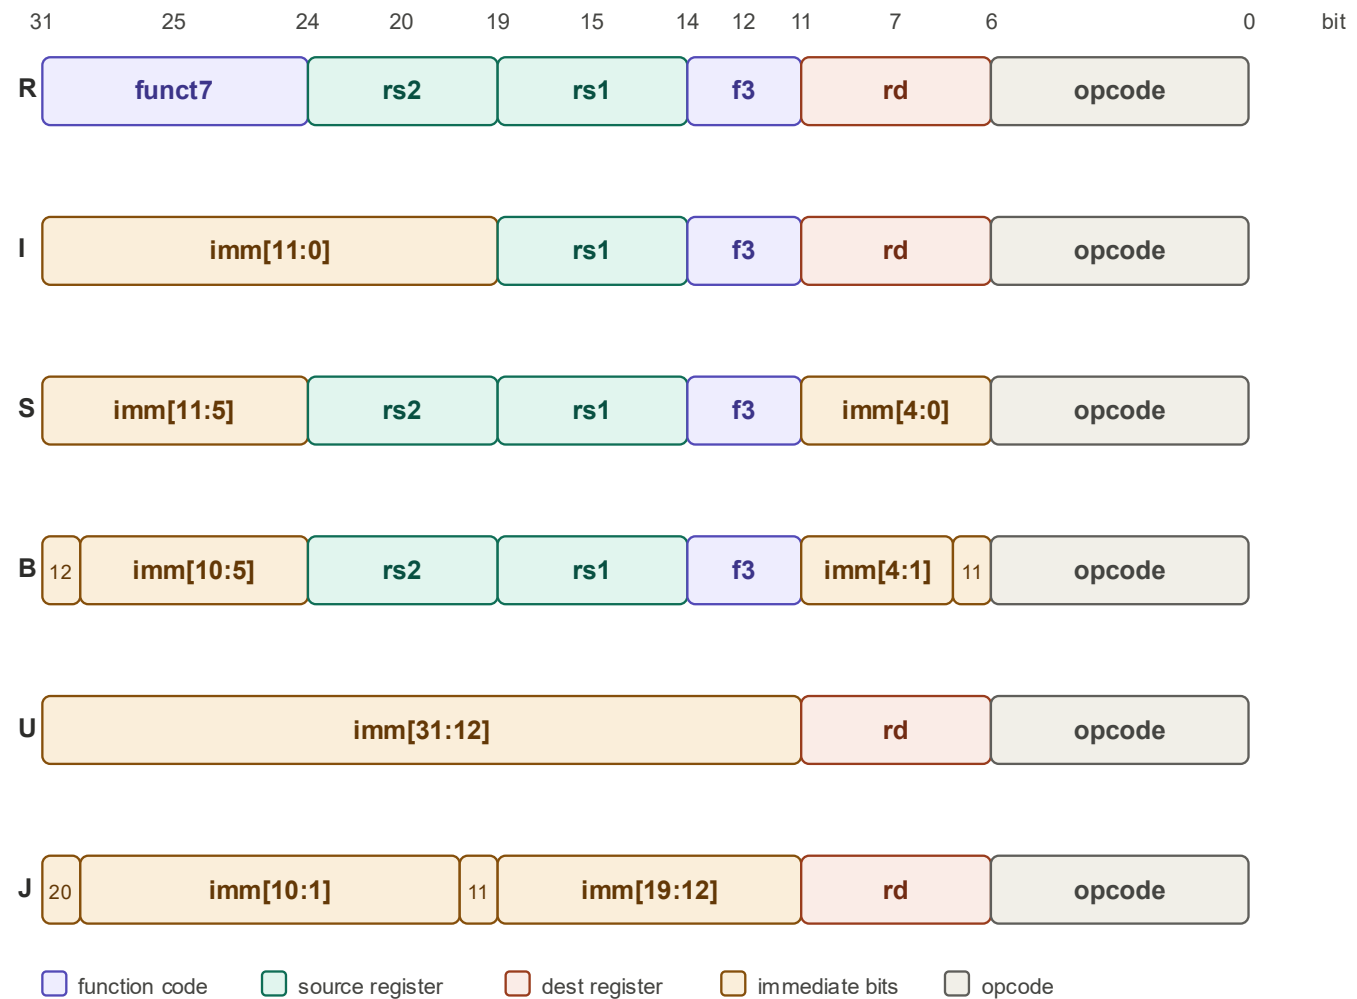 31 25 24 20 19 15 14 12 11 7 6 0 bit
R funct7 rs2 rs1 f3 rd opcode
I imm[11:0] rs1 f3 rd opcode
S imm[11:5] rs2 rs1 f3 imm[4:0] opcode
B 12 imm[10:5] rs2 rs1 f3 imm[4:1] 11 opcode
U imm[31:12] rd opcode
J 20 imm[10:1] 11 imm[19:12] rd opcode
function code source register dest register immediate bits opcode